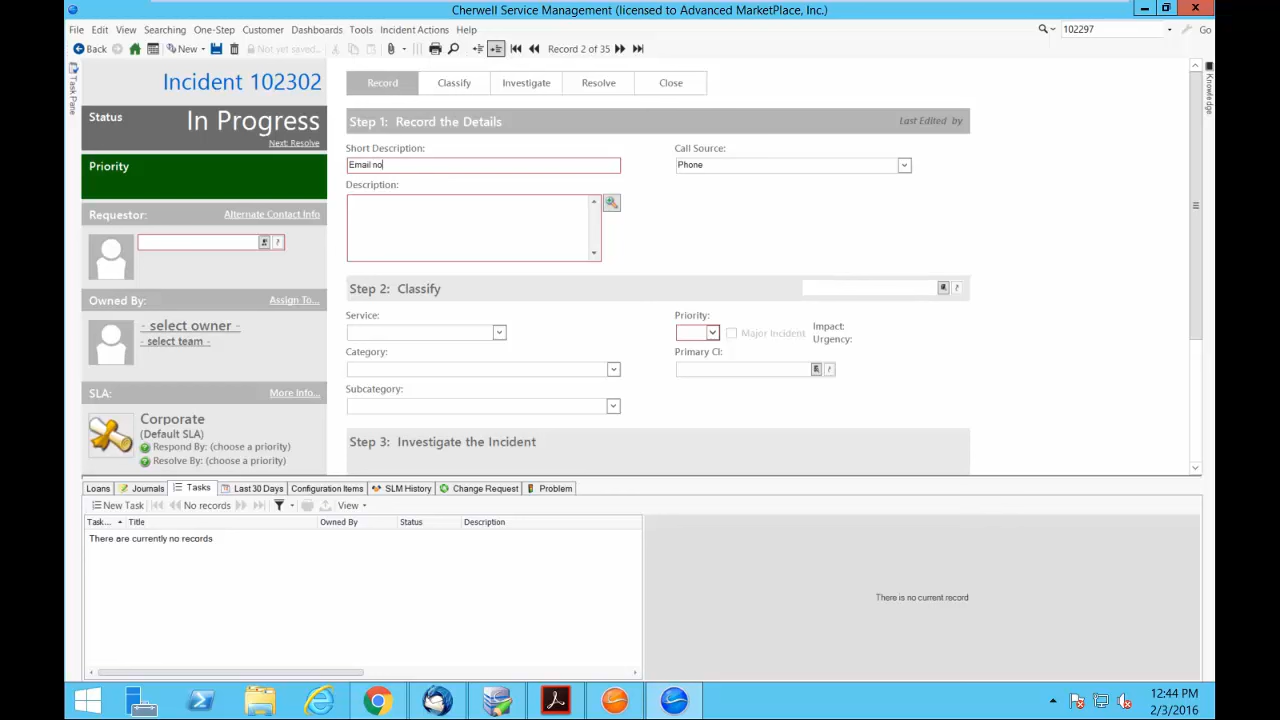 Cherwell Service Management (licensed to Advanced MarketPlace, Inc.)
File Edit View Searching One-Step Customer Dashboards Tools Incident Actions Help
102297 Go
Back New Not yet saved... Record 2 of 35
Task Pane
Knowledge
Incident 102302
Status In Progress
Next: Resolve
Priority
Requestor: Alternate Contact Info
?
Owned By: Assign To...
- select owner -
- select team -
SLA: More Info...
Corporate
(Default SLA)
Respond By: (choose a priority)
Resolve By: (choose a priority)
Record Classify Investigate Resolve Close
Step 1: Record the Details Last Edited by
Short Description: Call Source:
Email no Phone
Description:
Step 2: Classify ?
Service: Priority:
Major Incident Impact:
Urgency:
Category: Primary CI:
?
Subcategory:
Step 3: Investigate the Incident
Loans Journals Tasks Last 30 Days Configuration Items SLM History Change Request Problem
New Task No records View
Task... Title Owned By Status Description
There are currently no records
There is no current record
12:44 PM
2/3/2016